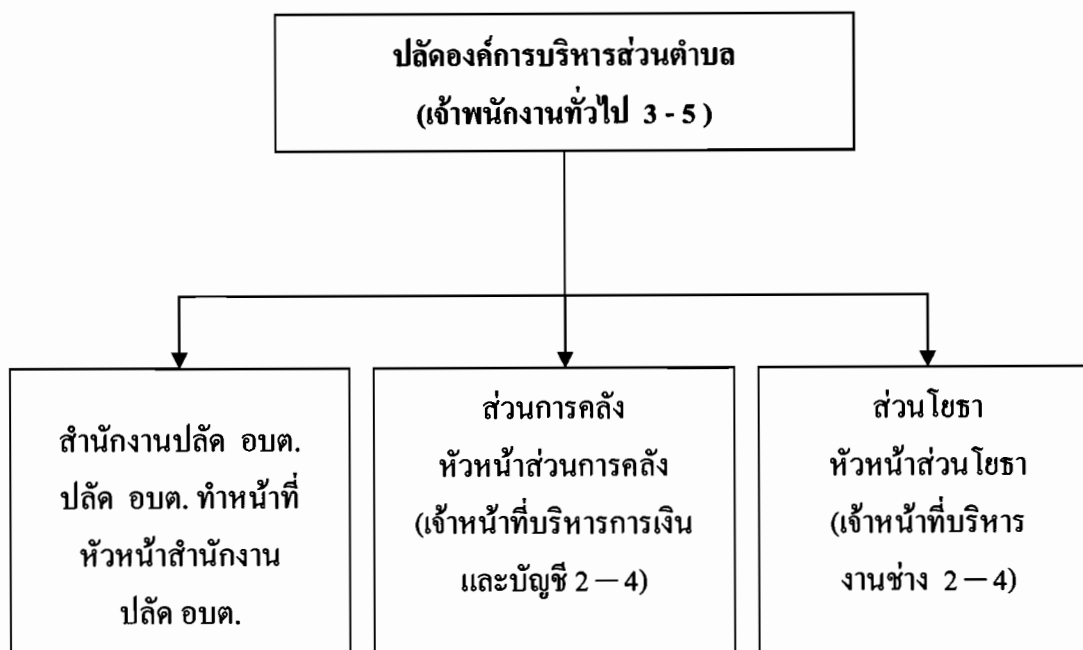 ปลัดองค์การบริหารส่วนตำบล
(เจ้าพนักงานทั่วไป 3 - 5 )
สำนักงานปลัด อบต.
ปลัด อบต. ทำหน้าที่
หัวหน้าสำนักงาน
ปลัด อบต.
ส่วนการคลัง
หัวหน้าส่วนการคลัง
(เจ้าหน้าที่บริหารการเงิน
และบัญชี 2 – 4)
ส่วนโยธา
หัวหน้าส่วนโยธา
(เจ้าหน้าที่บริหาร
งานช่าง 2 – 4)